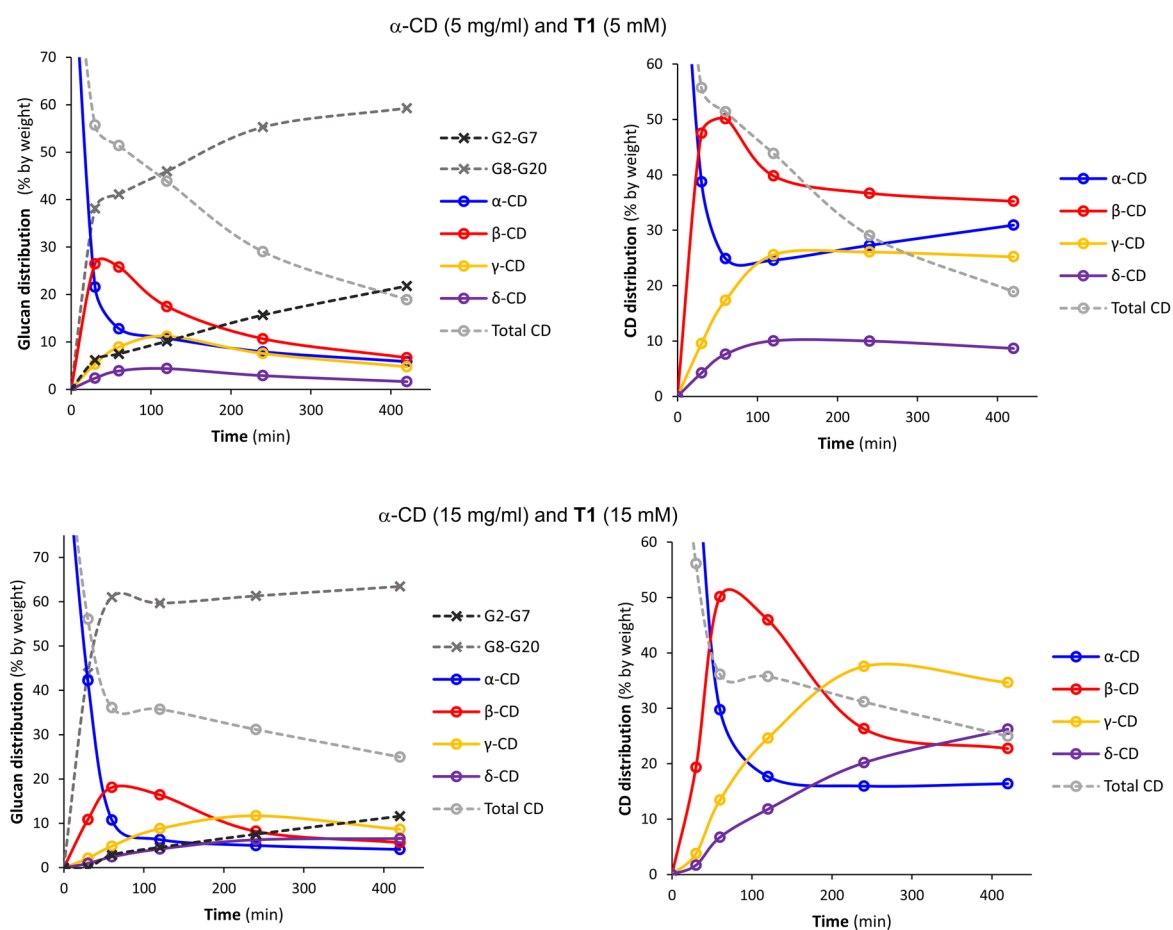 α-CD (5 mg/ml) and T1 (5 mM)
Glucan distribution (% by weight)
70
60
50
40
30
20
10
0
0
100
200
300
400
Time (min)
G2-G7
G8-G20
α-CD
β-CD
γ-CD
δ-CD
Total CD
CD distribution (% by weight)
60
50
40
30
20
10
0
0
100
200
300
400
Time (min)
α-CD
β-CD
γ-CD
δ-CD
Total CD
α-CD (15 mg/ml) and T1 (15 mM)
Glucan distribution (% by weight)
70
60
50
40
30
20
10
0
0
100
200
300
400
Time (min)
G2-G7
G8-G20
α-CD
β-CD
γ-CD
δ-CD
Total CD
CD distribution (% by weight)
60
50
40
30
20
10
0
0
100
200
300
400
Time (min)
α-CD
β-CD
γ-CD
δ-CD
Total CD